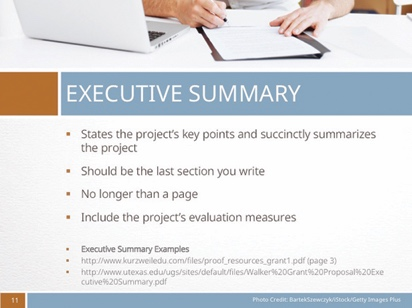 EXECUTIVE SUMMARY
States the project's key points and succinctly summarizes
the project
Should be the last section you write
No longer than a page
Include the project's evaluation measures
Executive Summary Examples
http://www.kurzweiledu.com/files/proof_resources_grant1.pdf (page 3)
http://www.utexas.edu/ugs/sites/default/files/Walker%20Grant%20Proposal%20Exe
cutive%20Summary.pdf
11
Photo Credit: BartekSzewczyk/iStock/Getty Images Plus